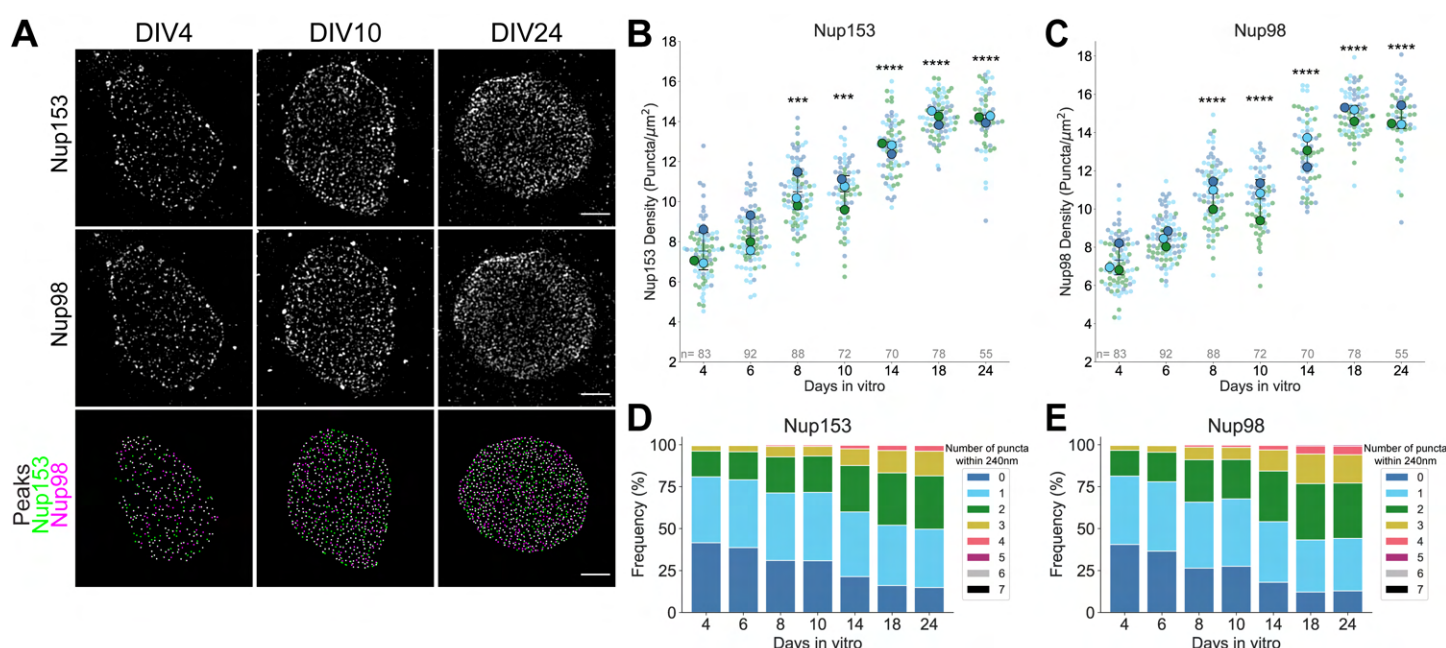 A
DIV4
DIV10
DIV24
Nup153
Nup98
Peaks
Nup153
Nup98
B
Nup153
Nup153 Density (Puncta/µm²)
18
16
14
12
10
8
6
4
2
*** *** **** **** ****
n= 83 92 88 72 70 78 55
4 6 8 10 14 18 24
Days in vitro
C
Nup98
Nup98 Density (Puncta/µm²)
18
16
14
12
10
8
6
4
2
**** **** **** **** ****
n= 83 92 88 72 70 78 55
4 6 8 10 14 18 24
Days in vitro
D
Nup153
Frequency (%)
100
75
50
25
0
4 6 8 10 14 18 24
Days in vitro
Number of puncta
within 240nm
0
1
2
3
4
5
6
7
E
Nup98
Frequency (%)
100
75
50
25
0
4 6 8 10 14 18 24
Days in vitro
Number of puncta
within 240nm
0
1
2
3
4
5
6
7